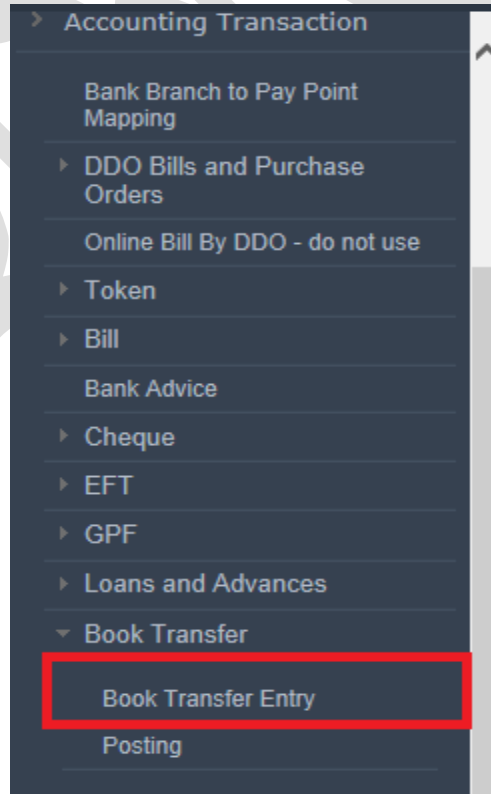 Accounting Transaction
Bank Branch to Pay Point
Mapping
DDO Bills and Purchase
Orders
Online Bill By DDO - do not use
Token
Bill
Bank Advice
Cheque
EFT
GPF
Loans and Advances
Book Transfer
Book Transfer Entry
Posting